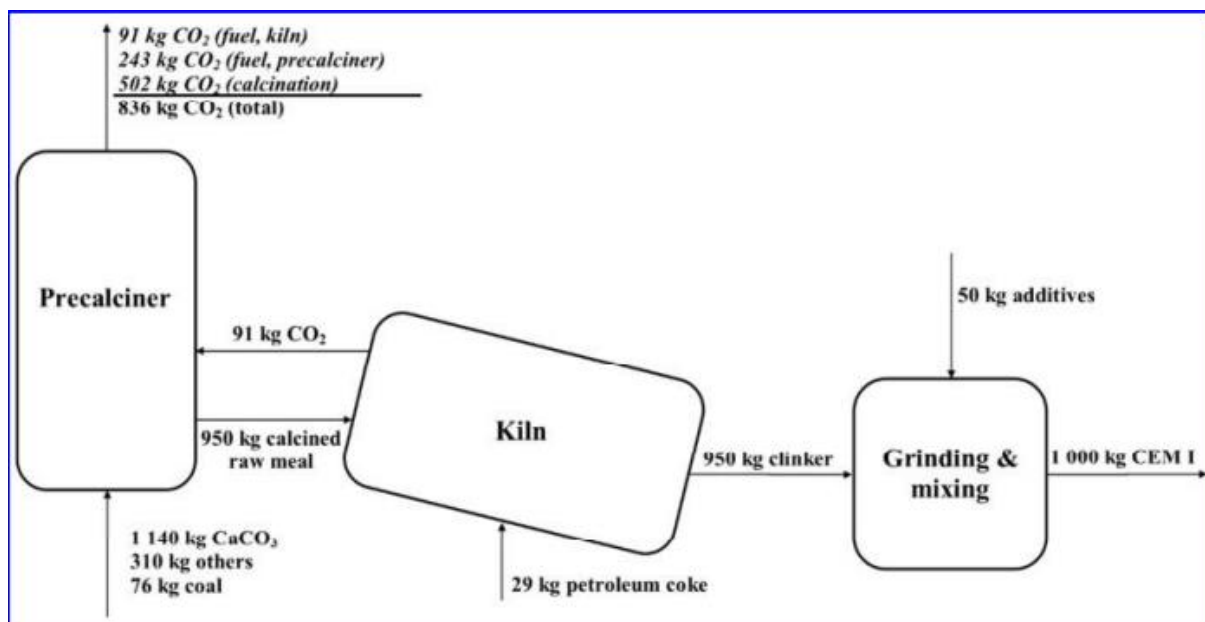 91 kg CO₂ (fuel, kiln)
243 kg CO₂ (fuel, precalciner)
502 kg CO₂ (calcination)
836 kg CO₂ (total)
Precalciner
50 kg additives
91 kg CO₂
950 kg calcined
raw meal
Kiln
950 kg clinker
Grinding &
mixing
1 000 kg CEM I
1 140 kg CaCO₃
310 kg others
76 kg coal
29 kg petroleum coke